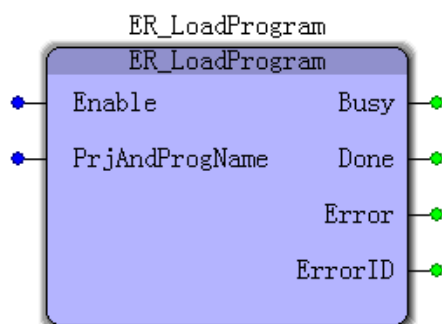 ER_LoadProgram
ER_LoadProgram
Enable Busy
PrjAndProgName Done
Error
ErrorID